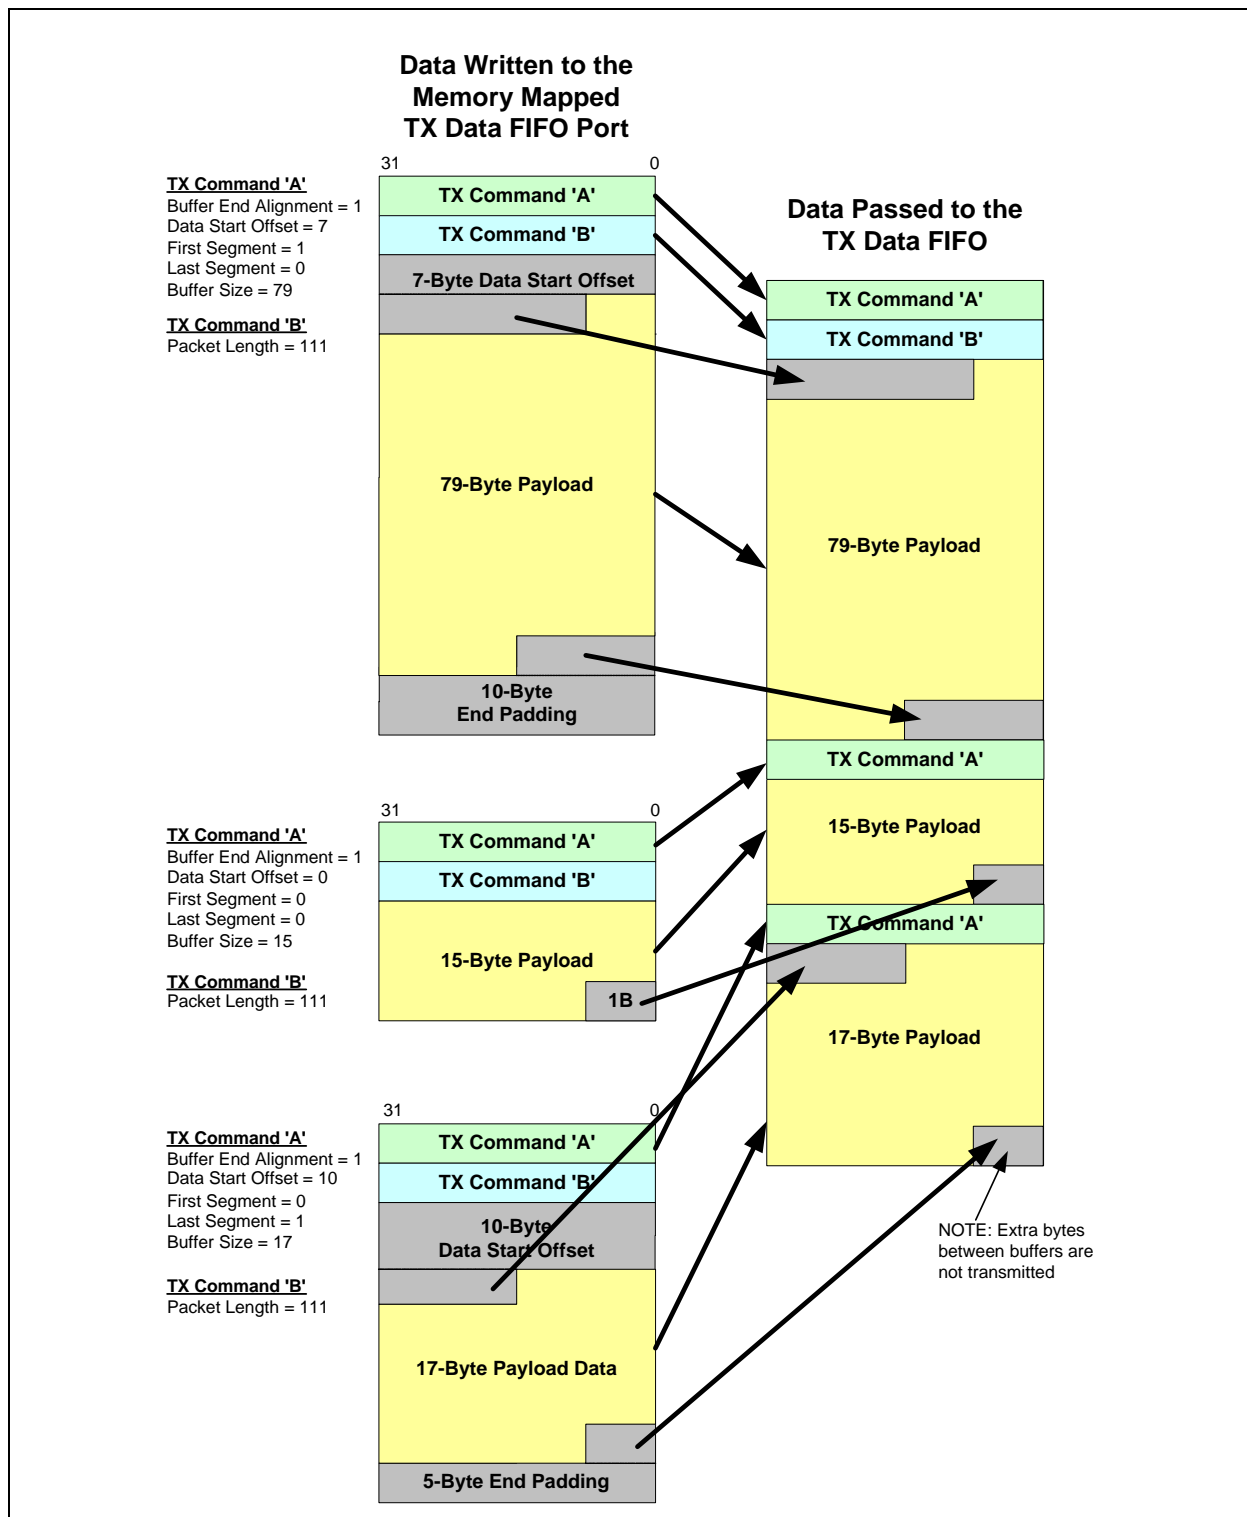 Data Written to the
Memory Mapped
TX Data FIFO Port
31 0
TX Command 'A'
Buffer End Alignment = 1
Data Start Offset = 7
First Segment = 1
Last Segment = 0
Buffer Size = 79
TX Command 'B'
Packet Length = 111
TX Command 'A'
TX Command 'B'
7-Byte Data Start Offset
79-Byte Payload
10-Byte
End Padding
31 0
TX Command 'A'
Buffer End Alignment = 1
Data Start Offset = 0
First Segment = 0
Last Segment = 0
Buffer Size = 15
TX Command 'B'
Packet Length = 111
TX Command 'A'
TX Command 'B'
15-Byte Payload
1B
31 0
TX Command 'A'
Buffer End Alignment = 1
Data Start Offset = 10
First Segment = 0
Last Segment = 1
Buffer Size = 17
TX Command 'B'
Packet Length = 111
TX Command 'A'
TX Command 'B'
10-Byte
Data Start Offset
17-Byte Payload Data
5-Byte End Padding
Data Passed to the
TX Data FIFO
TX Command 'A'
TX Command 'B'
79-Byte Payload
TX Command 'A'
15-Byte Payload
TX Command 'A'
17-Byte Payload
NOTE: Extra bytes
between buffers are
not transmitted